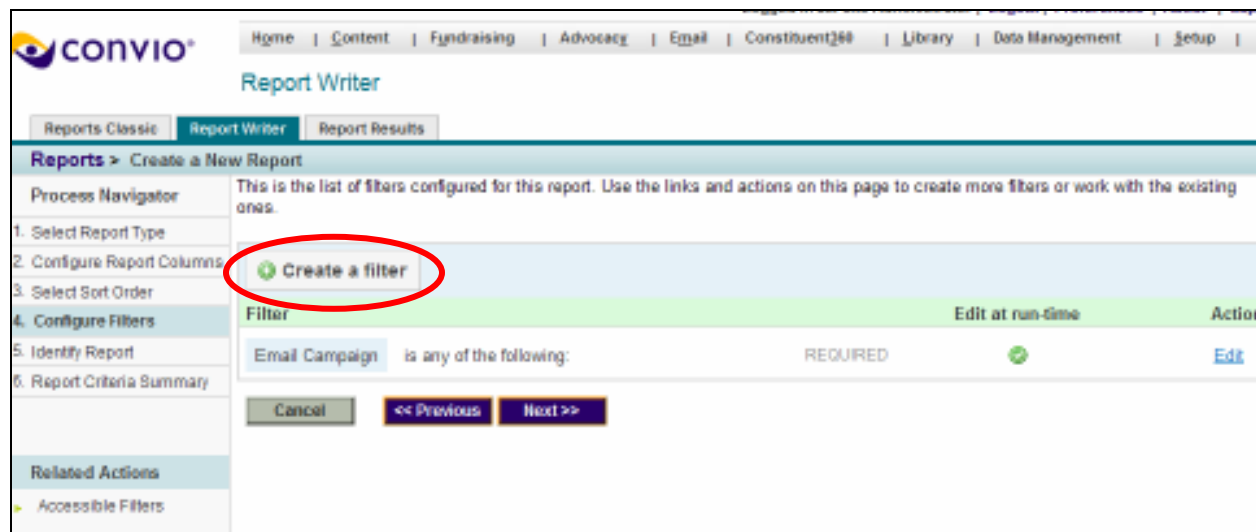 CONVIO®
Home | Content | Fundraising | Advocacy | Email | Constituent360 | Library | Data Management | Setup |
Report Writer
Reports Classic Report Writer Report Results
Reports > Create a New Report
Process Navigator
This is the list of filters configured for this report. Use the links and actions on this page to create more filters or work with the existing
ones.
1. Select Report Type
2. Configure Report Columns
3. Select Sort Order
4. Configure Filters
5. Identify Report
6. Report Criteria Summary
Create a filter
Filter Edit at run-time Action
Email Campaign is any of the following: REQUIRED Edit
Cancel << Previous Next >>
Related Actions
Accessible Filters